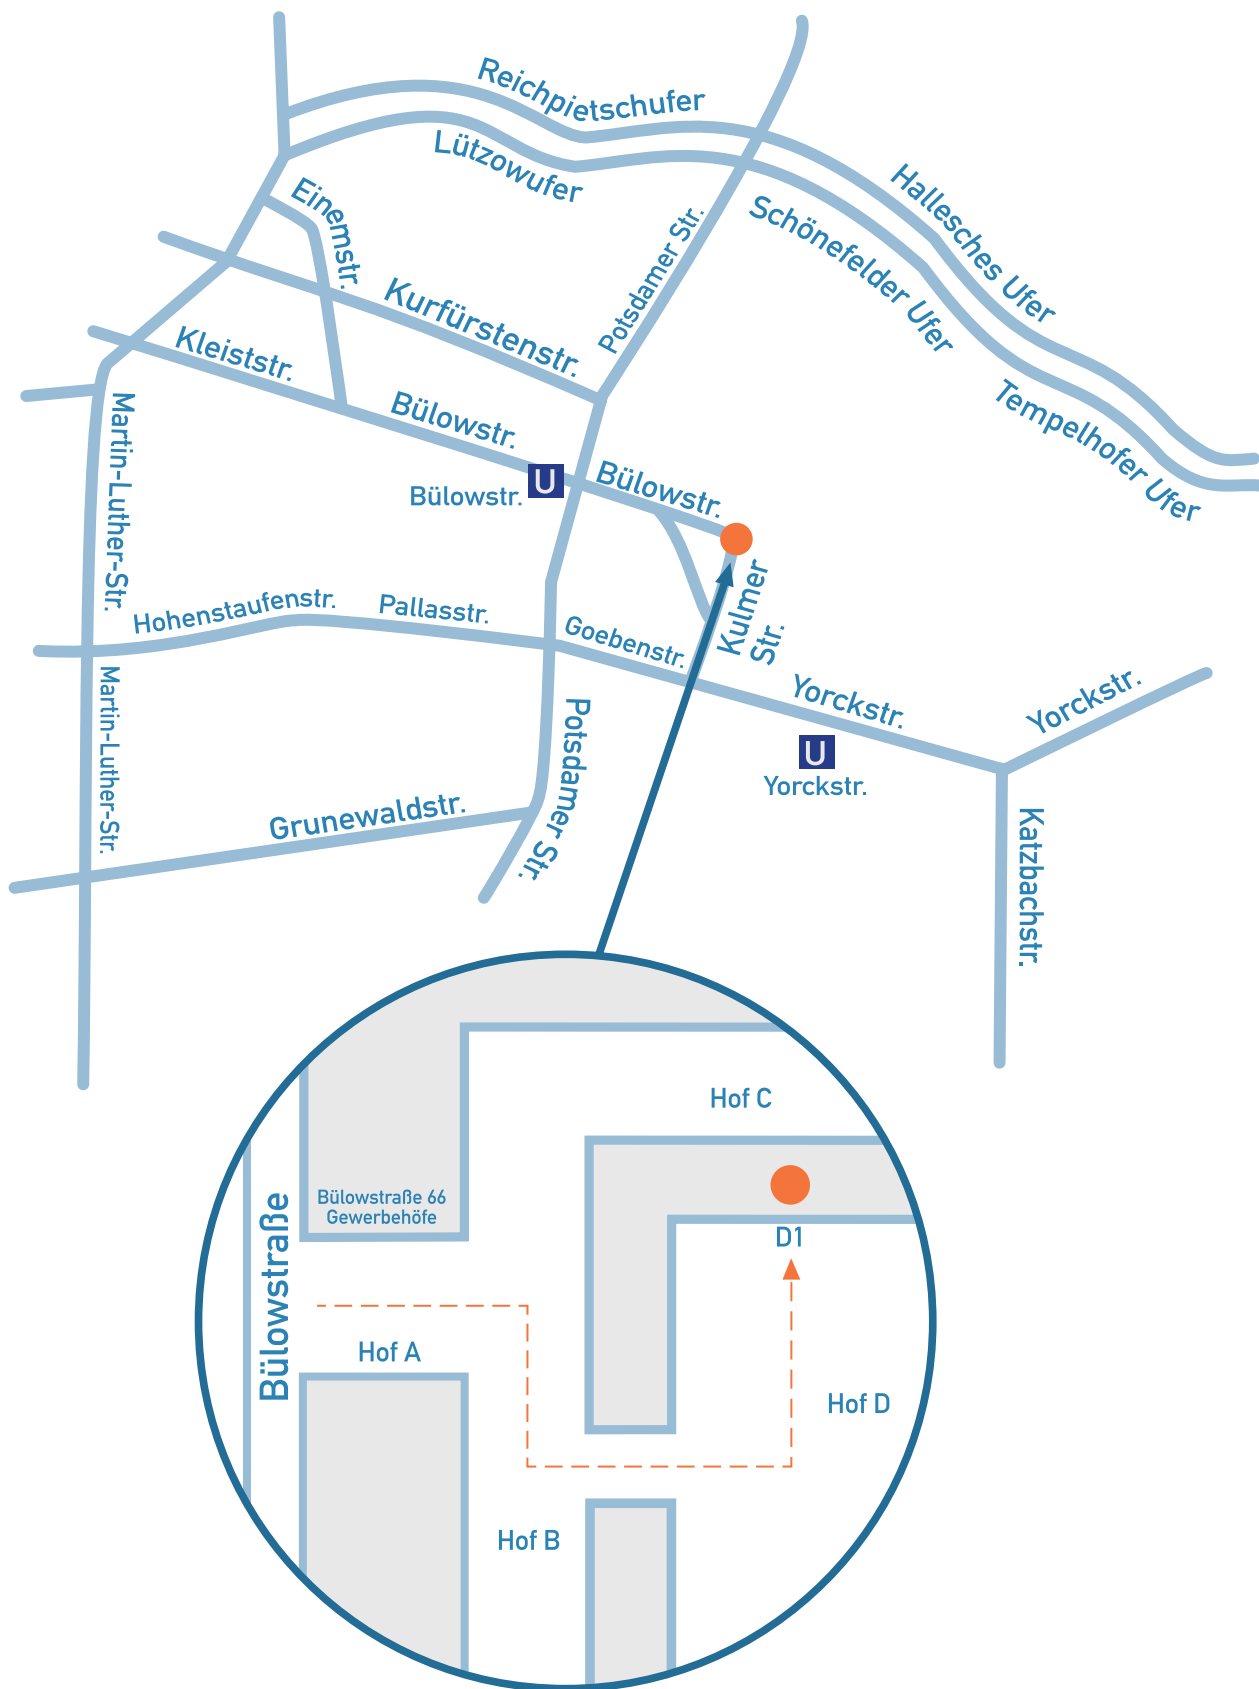 Reichpietschufer
Lützowufer
Einemstr.
Hallesches Ufer
Schönefelder Ufer
Potsdamer Str.
Kurfürstenstr.
Kleiststr.
Bülowstr.
Tempelhofer Ufer
Martin-Luther-Str.
U
Bülowstr.
Bülowstr.
Kulmer
Str.
Hohenstaufenstr.
Pallasstr.
Goebenstr.
Yorckstr.
Yorckstr.
Martin-Luther-Str.
Potsdamer Str.
U
Yorckstr.
Grunewaldstr.
Katzbachstr.
Hof C
Bülowstraße 66
Gewerbehöfe
Bülowstraße
D1
Hof A
Hof D
Hof B